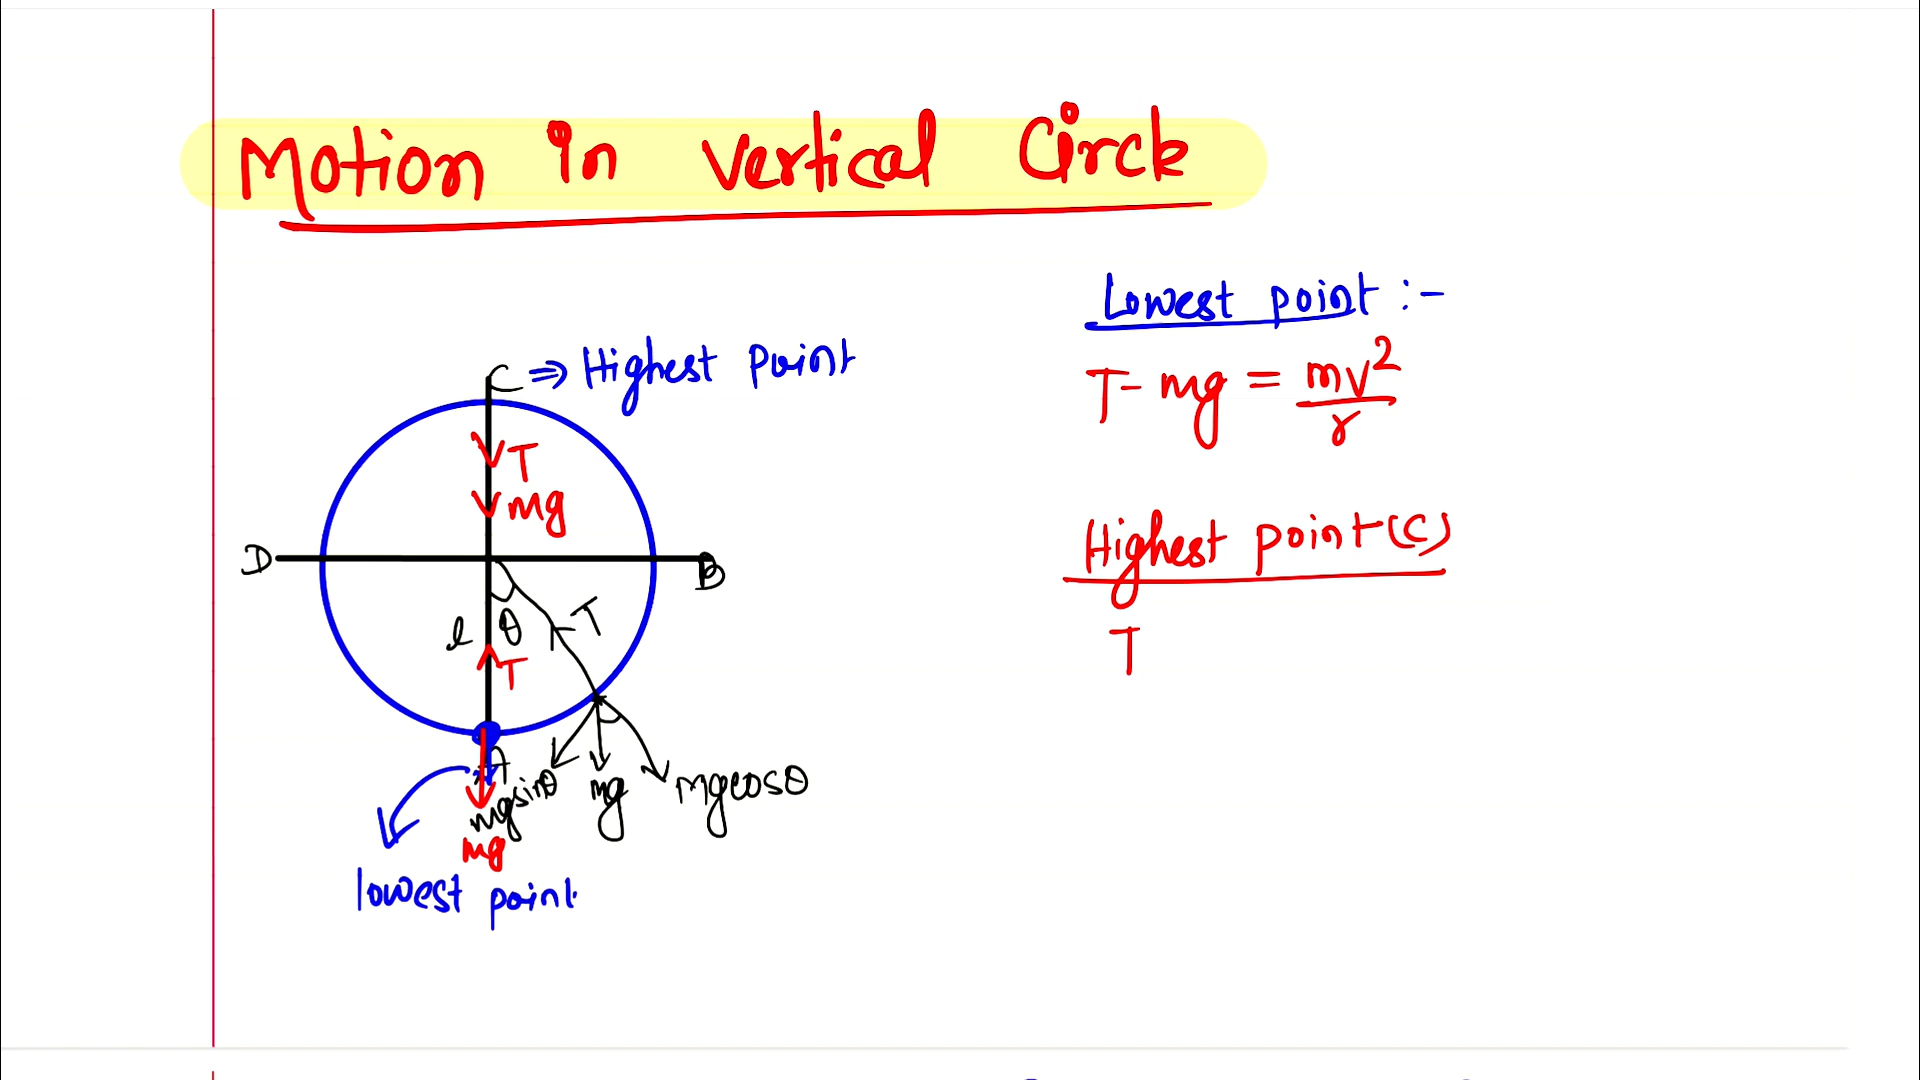 Motion in Vertical Circle
Lowest point :-
C ⇒ Highest Point
T - mg = mv²/r
T
mg
Highest point (C)
D
B
T
l θ
T
T
A
mgsinθ mg mgcosθ
mg
lowest point